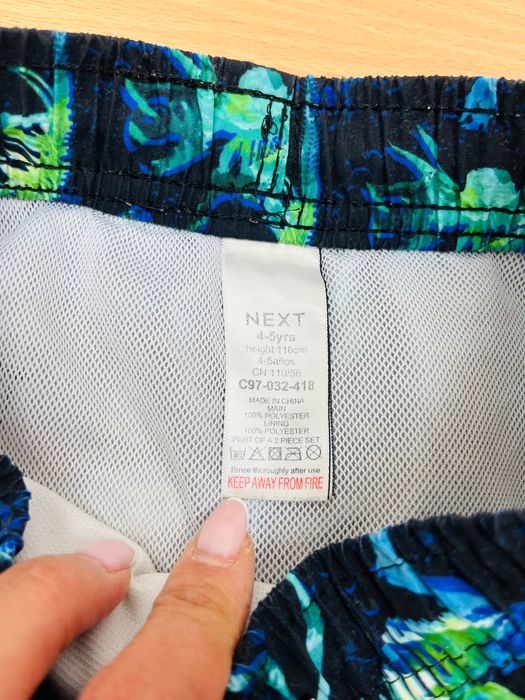 NEXT
4-5yrs
height 110cm
4-5años
CN 110/56
C97-032-418
MADE IN CHINA
MAIN
100% POLYESTER
LINING
100% POLYESTER
PART OF A 2 PIECE SET
40
Rinse thoroughly after use
KEEP AWAY FROM FIRE